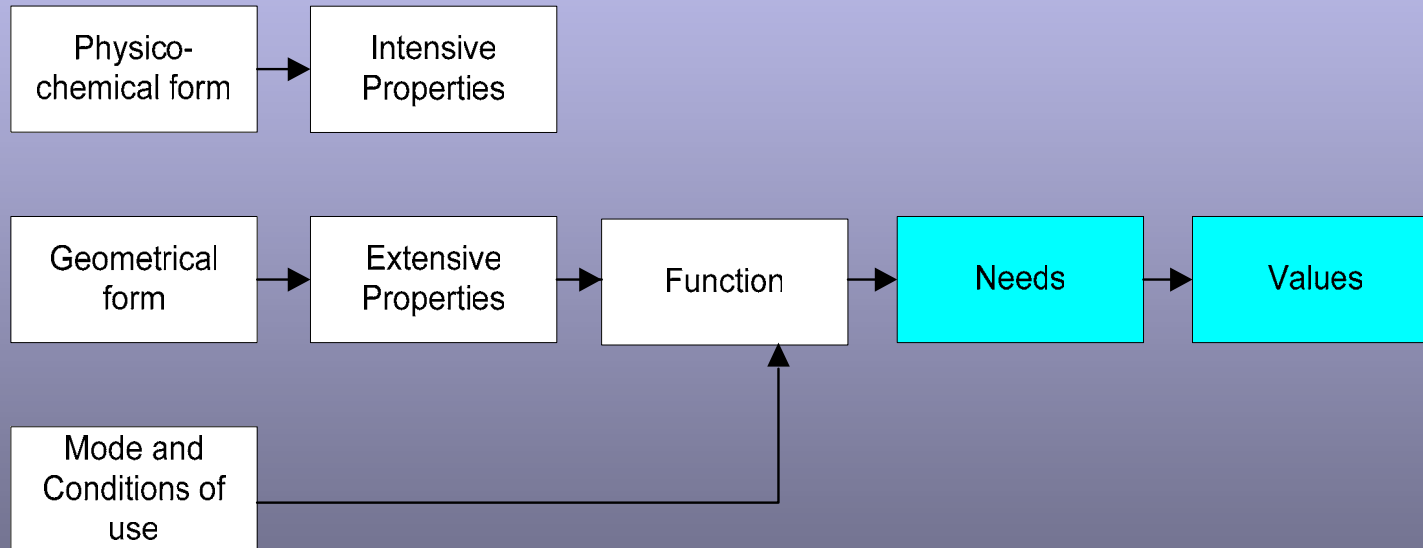 Physico-
chemical form
Intensive
Properties
Geometrical
form
Extensive
Properties
Function
Needs
Values
Mode and
Conditions of
use